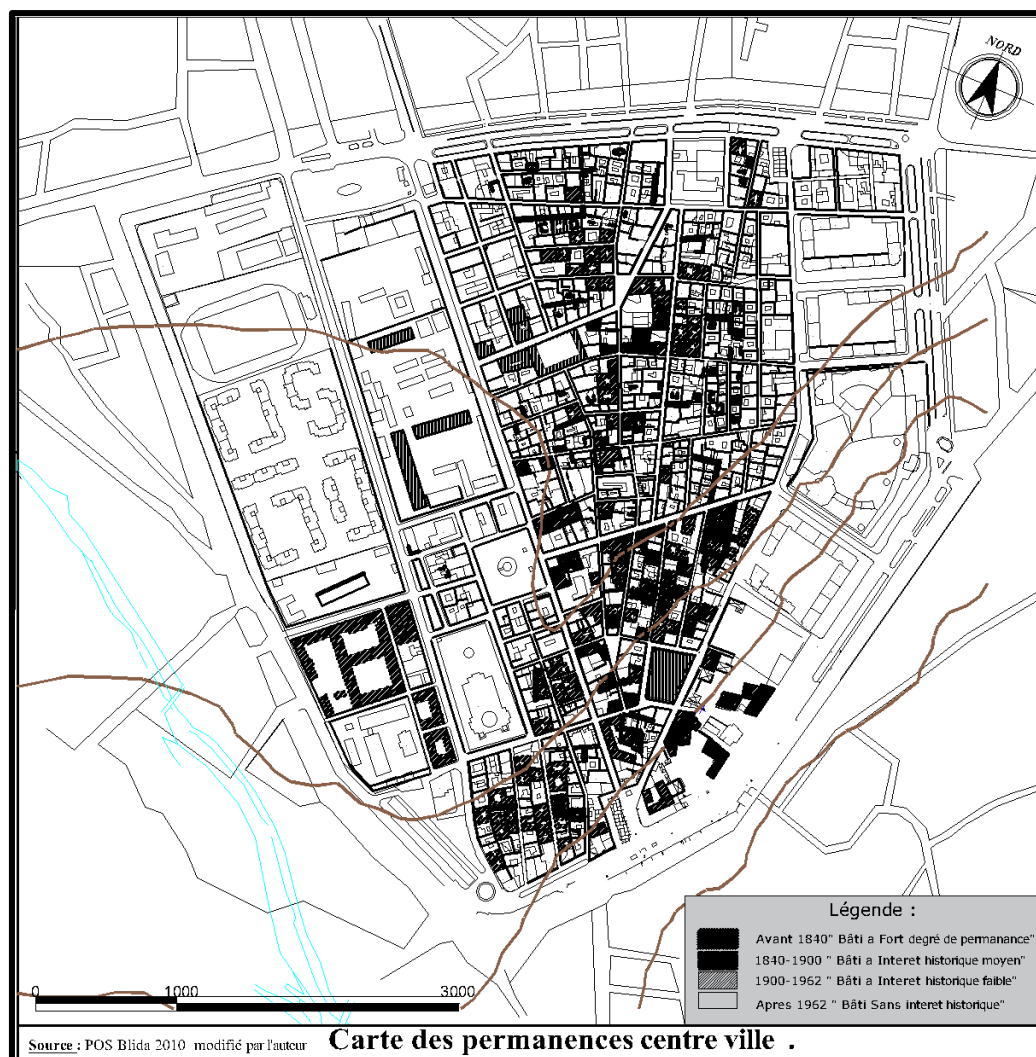 NORD
Légende :
Avant 1840" Bâti a Fort degré de permanance"
1840-1900 " Bâti a Interet historique moyen"
1900-1962 " Bâti a Interet historique faible"
Apres 1962 " Bâti Sans interet historique"
0 1000 3000
Source : POS Blida 2010 modifié par l'auteur Carte des permanences centre ville .